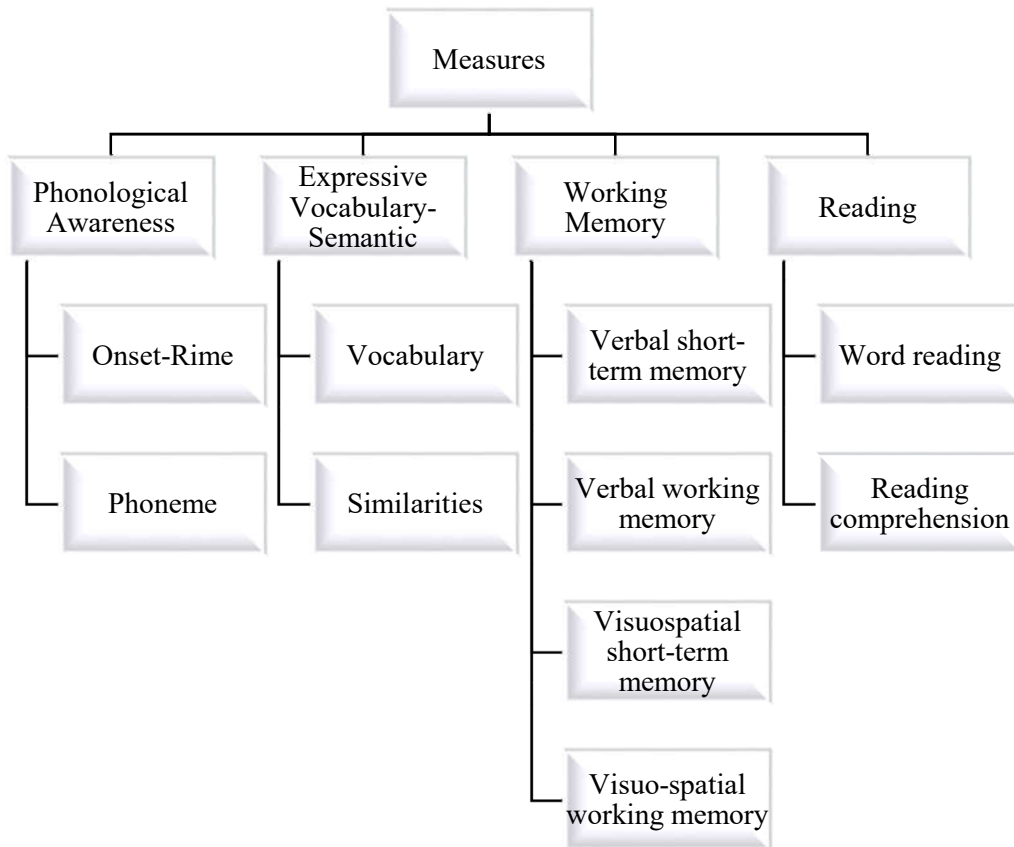 Measures
Phonological
Awareness
Expressive
Vocabulary-
Semantic
Working
Memory
Reading
Onset-Rime
Vocabulary
Verbal short-
term memory
Word reading
Phoneme
Similarities
Verbal working
memory
Reading
comprehension
Visuospatial
short-term
memory
Visuo-spatial
working memory